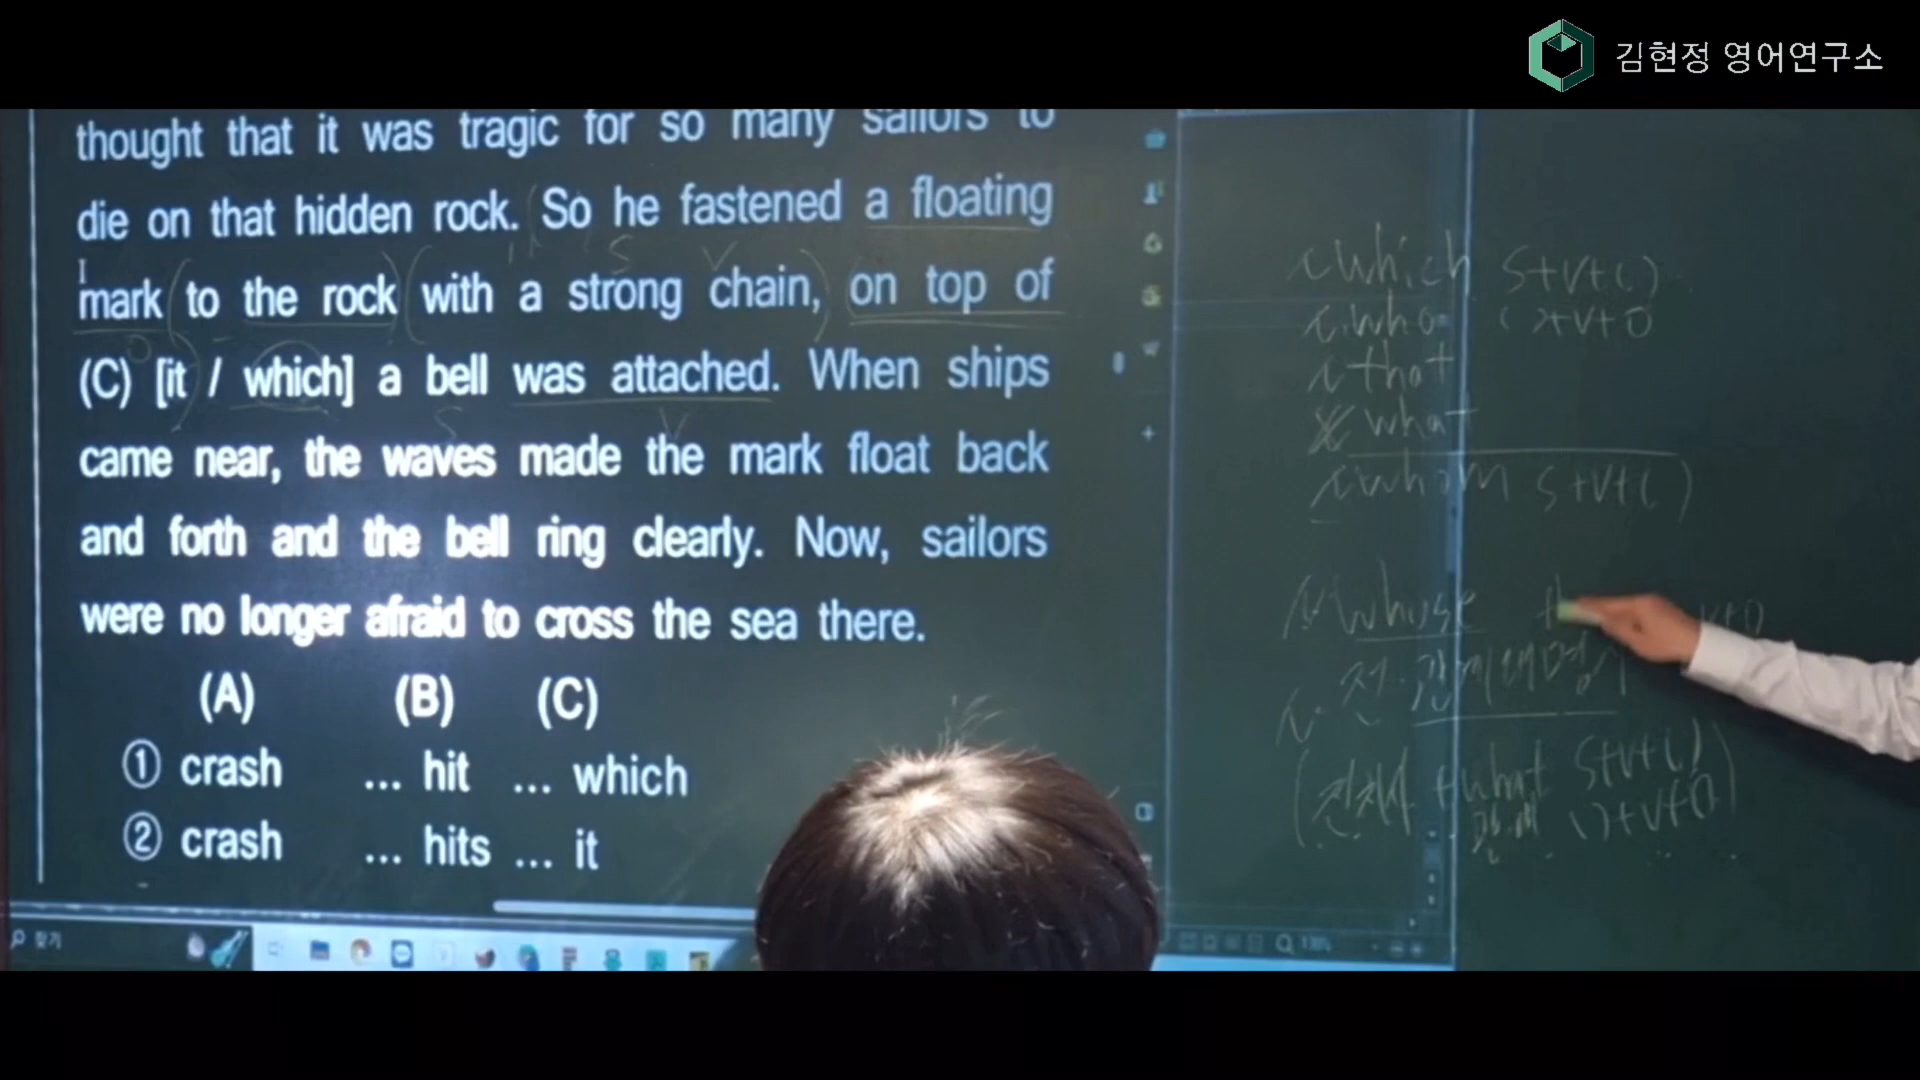 김현정 영어연구소
thought that it was tragic for so many sailors to
die on that hidden rock. So he fastened a floating
mark to the rock with a strong chain, on top of
(C) [it / which] a bell was attached. When ships
came near, the waves made the mark float back
and forth and the bell ring clearly. Now, sailors
were no longer afraid to cross the sea there.
(A) (B) (C)
① crash ... hit ... which
② crash ... hits ... it
찾기
which S+V+( )
who ( )+V+O
that
what
whom S+V+( )
whose
전 관계대명사
what S+V+( )
( )+V+O
S V
O
S V